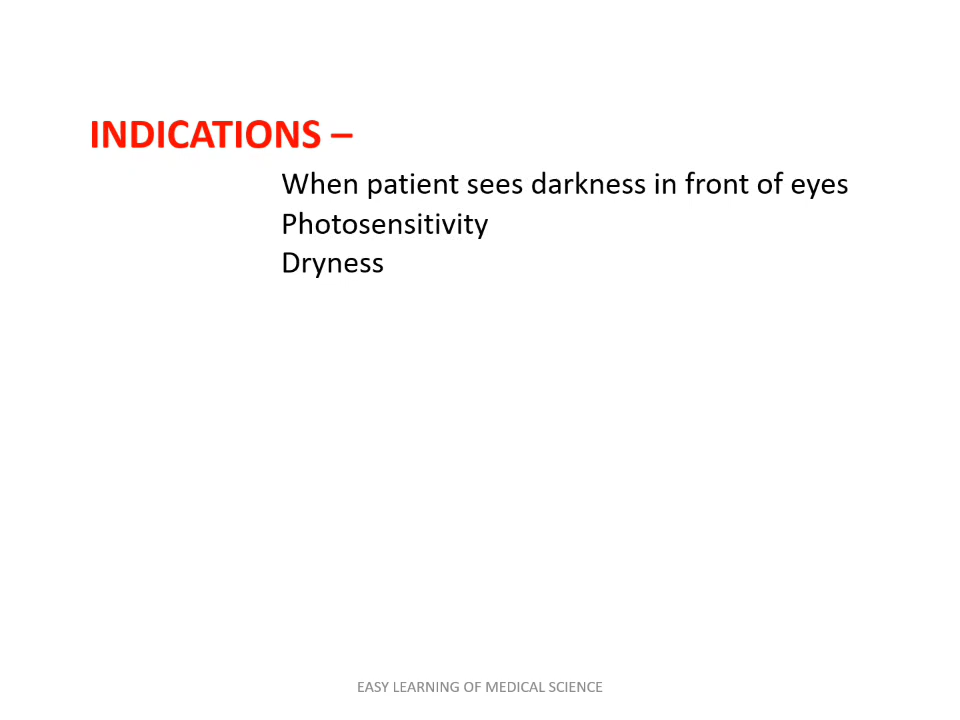 INDICATIONS –
When patient sees darkness in front of eyes
Photosensitivity
Dryness
EASY LEARNING OF MEDICAL SCIENCE